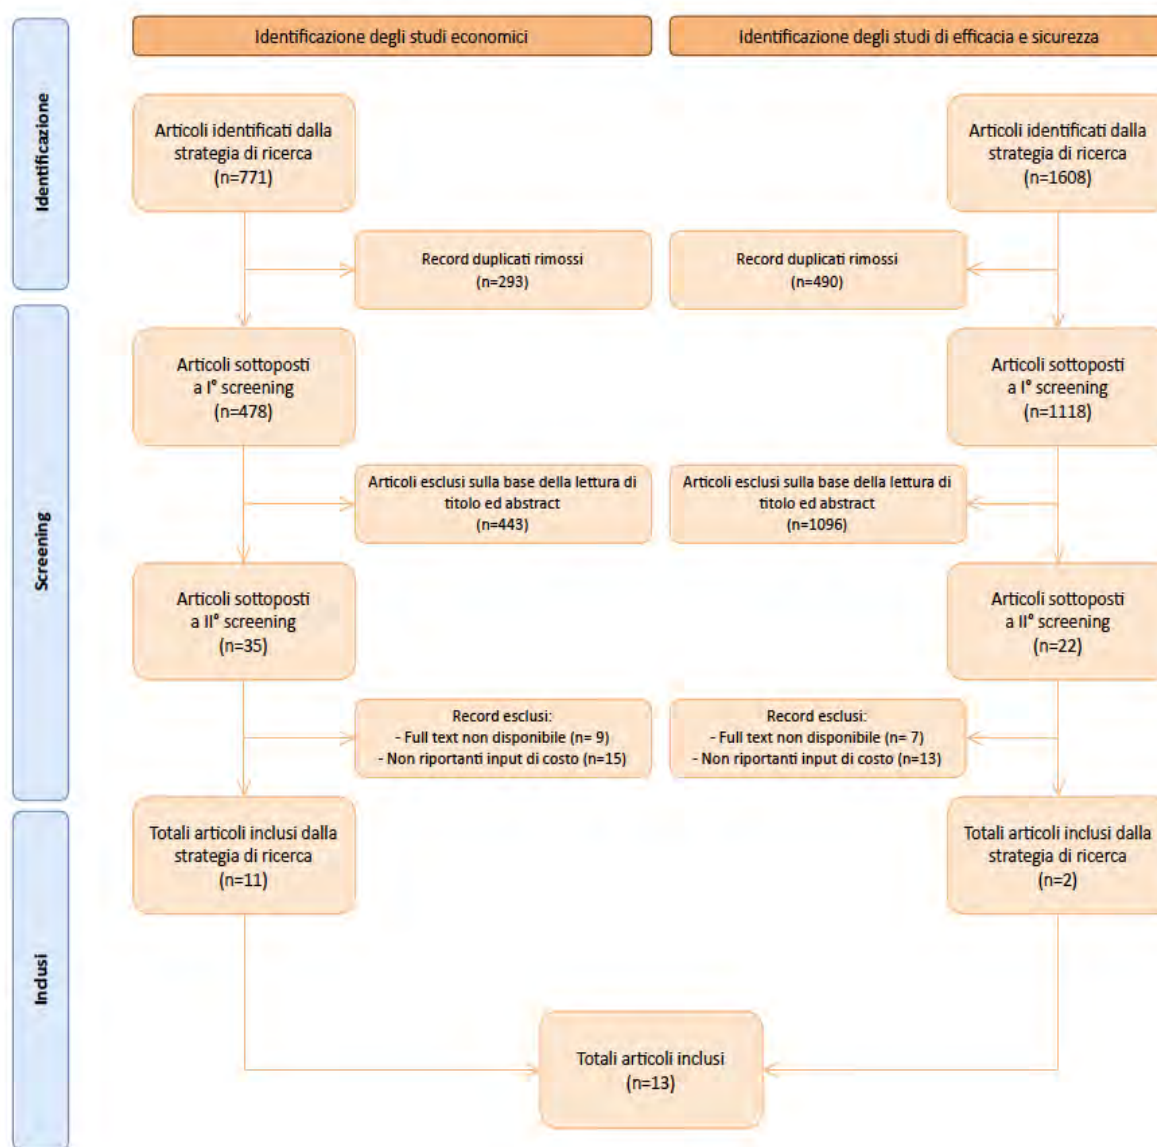 Identificazione degli studi economici
Identificazione degli studi di efficacia e sicurezza
Identificazione
Articoli identificati dalla
strategia di ricerca
(n=771)
Articoli identificati dalla
strategia di ricerca
(n=1608)
Record duplicati rimossi
(n=293)
Record duplicati rimossi
(n=490)
Screening
Articoli sottoposti
a I° screening
(n=478)
Articoli sottoposti
a I° screening
(n=1118)
Articoli esclusi sulla base della lettura di
titolo ed abstract
(n=443)
Articoli esclusi sulla base della lettura di
titolo ed abstract
(n=1096)
Articoli sottoposti
a II° screening
(n=35)
Articoli sottoposti
a II° screening
(n=22)
Record esclusi:
- Full text non disponibile (n= 9)
- Non riportanti input di costo (n=15)
Record esclusi:
- Full text non disponibile (n= 7)
- Non riportanti input di costo (n=13)
Inclusi
Totali articoli inclusi dalla
strategia di ricerca
(n=11)
Totali articoli inclusi dalla
strategia di ricerca
(n=2)
Totali articoli inclusi
(n=13)